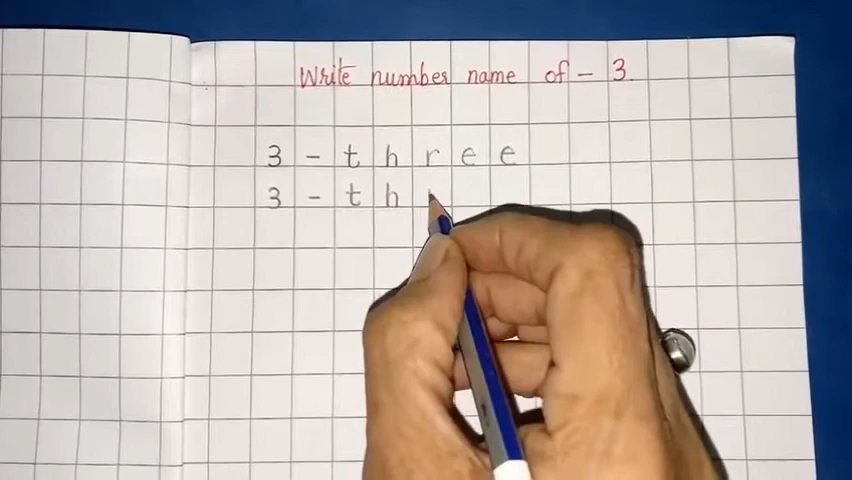 Write number name of - 3.
3 - t h r e e
3 - t h